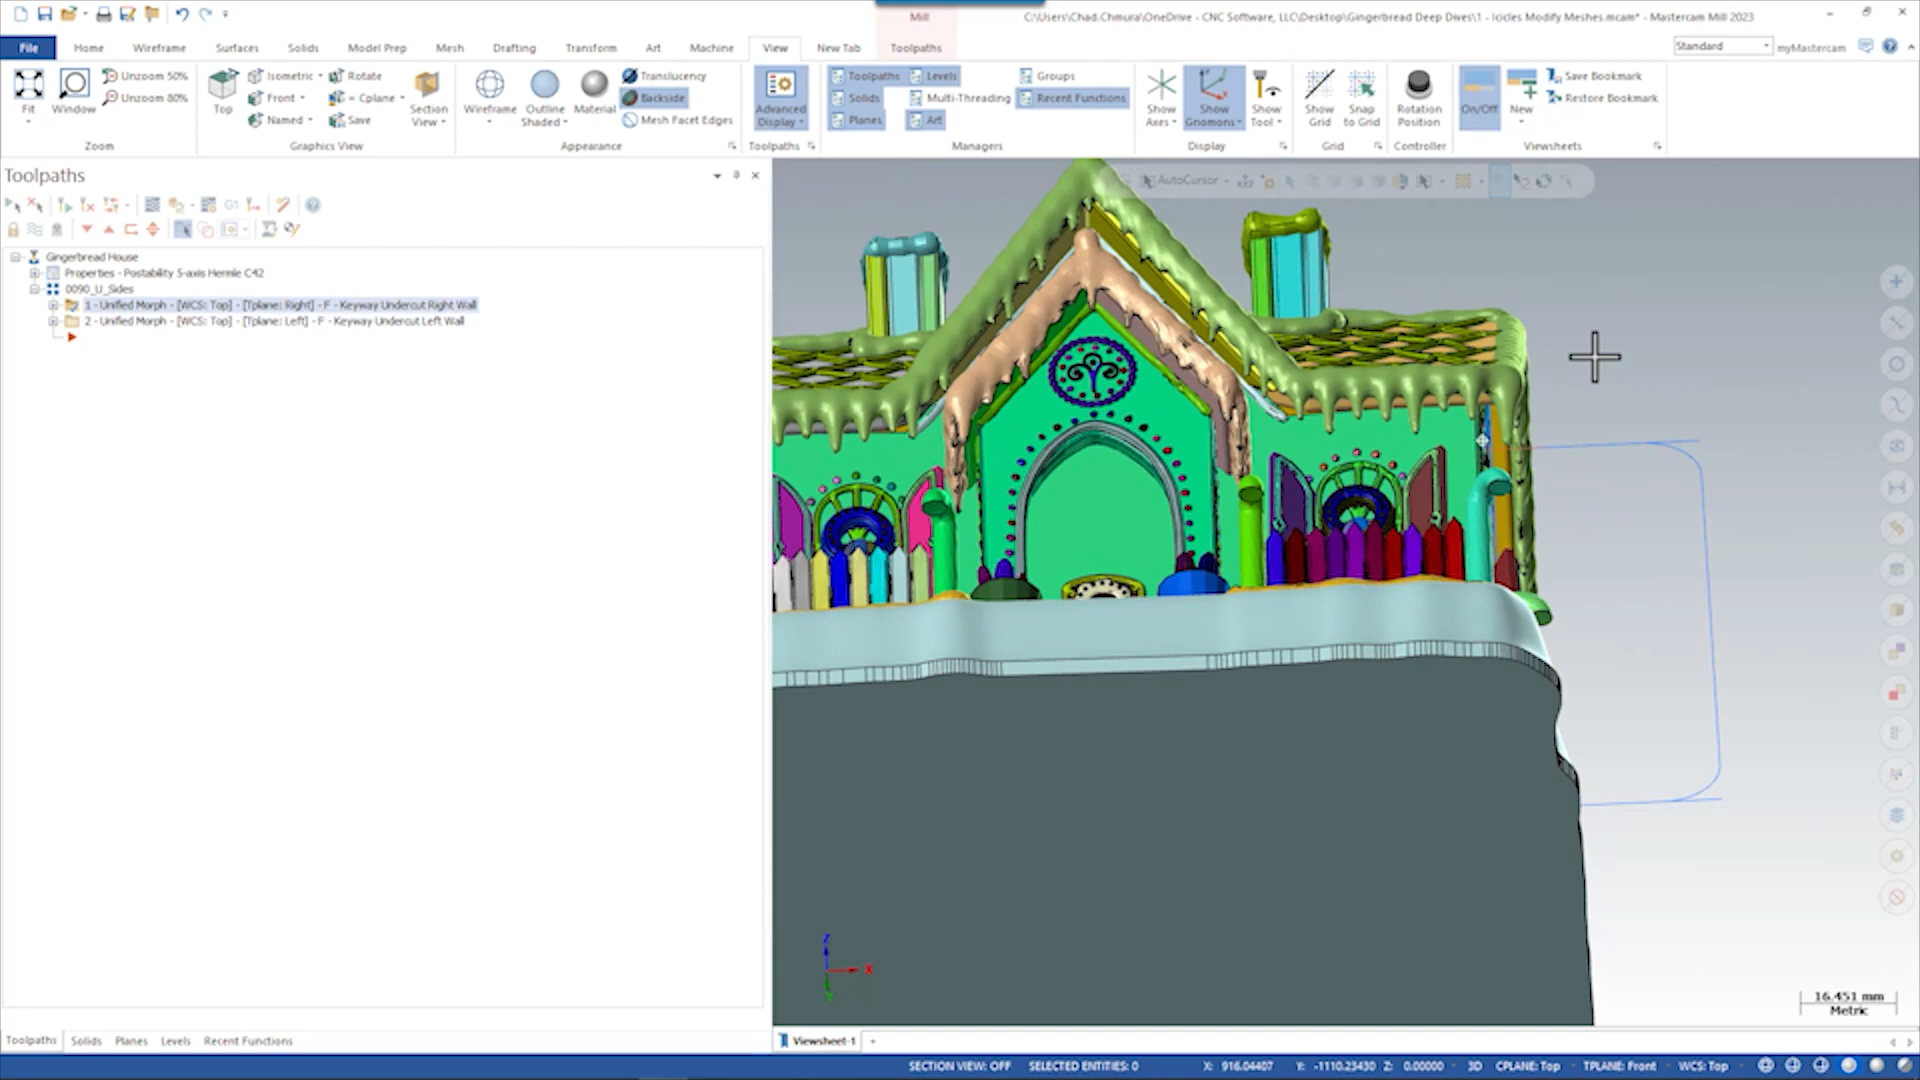 Mill
C:\Users\Chad.Chmura\OneDrive - CNC Software, LLC\Desktop\Gingerbread Deep Dives\1 - Icicles Modify Meshes.mcam* - Mastercam Mill 2023
File Home Wireframe Surfaces Solids Model Prep Mesh Drafting Transform Art Machine View New Tab Toolpaths Standard myMastercam
Fit Window Unzoom 50% Unzoom 80%
Top Isometric Rotate Front = Cplane Named Save Section View
Wireframe Outline Shaded Material Translucency Backside Mesh Facet Edges
Advanced Display
Toolpaths Levels Groups
Solids Multi-Threading Recent Functions
Planes Art
Show Axes Show Gnomons Show Tool
Show Grid Snap to Grid
Rotation Position
On/Off New Save Bookmark Restore Bookmark
Zoom Graphics View Appearance Toolpaths Managers Display Grid Controller Viewsheets
Toolpaths
AutoCursor
G1
Gingerbread House
Properties - Postability 5-axis Hermle C42
0090_U_Sides
1 - Unified Morph - [WCS: Top] - [Tplane: Right] - F - Keyway Undercut Right Wall
2 - Unified Morph - [WCS: Top] - [Tplane: Left] - F - Keyway Undercut Left Wall
Z
X
Y
16.451 mm
Metric
Toolpaths Solids Planes Levels Recent Functions
Viewsheet-1 +
SECTION VIEW: OFF SELECTED ENTITIES: 0 X: 916.04407 Y: -1110.23430 Z: 0.00000 3D CPLANE: Top TPLANE: Front WCS: Top